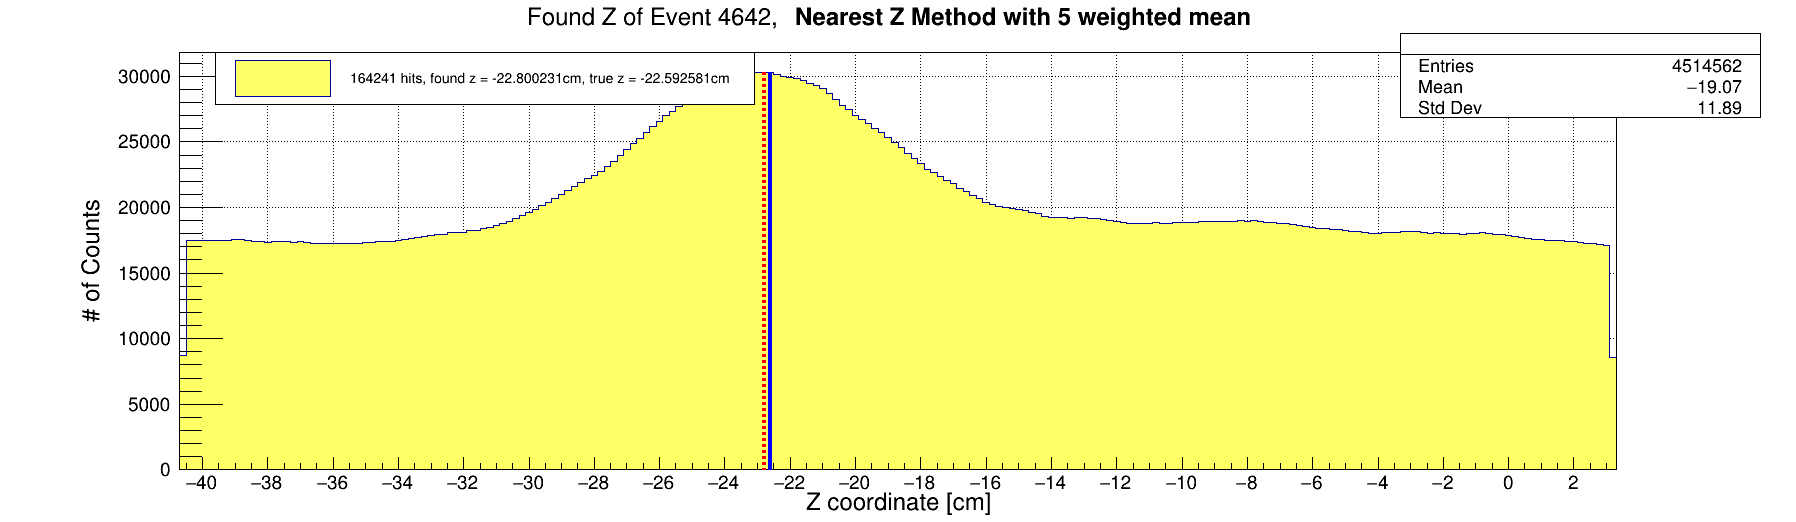 Found Z of Event 4642, Nearest Z Method with 5 weighted mean
164241 hits, found z = -22.800231cm, true z = -22.592581cm
Entries 4514562
Mean −19.07
Std Dev 11.89
# of Counts
30000
25000
20000
15000
10000
5000
0
−40 −38 −36 −34 −32 −30 −28 −26 −24 −22 −20 −18 −16 −14 −12 −10 −8 −6 −4 −2 0 2
Z coordinate [cm]